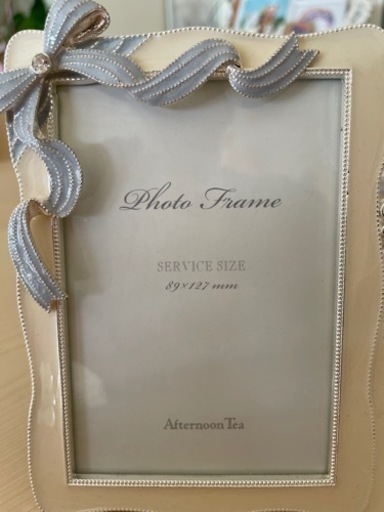 Photo Frame
SERVICE SIZE
89×127 mm
Afternoon Tea